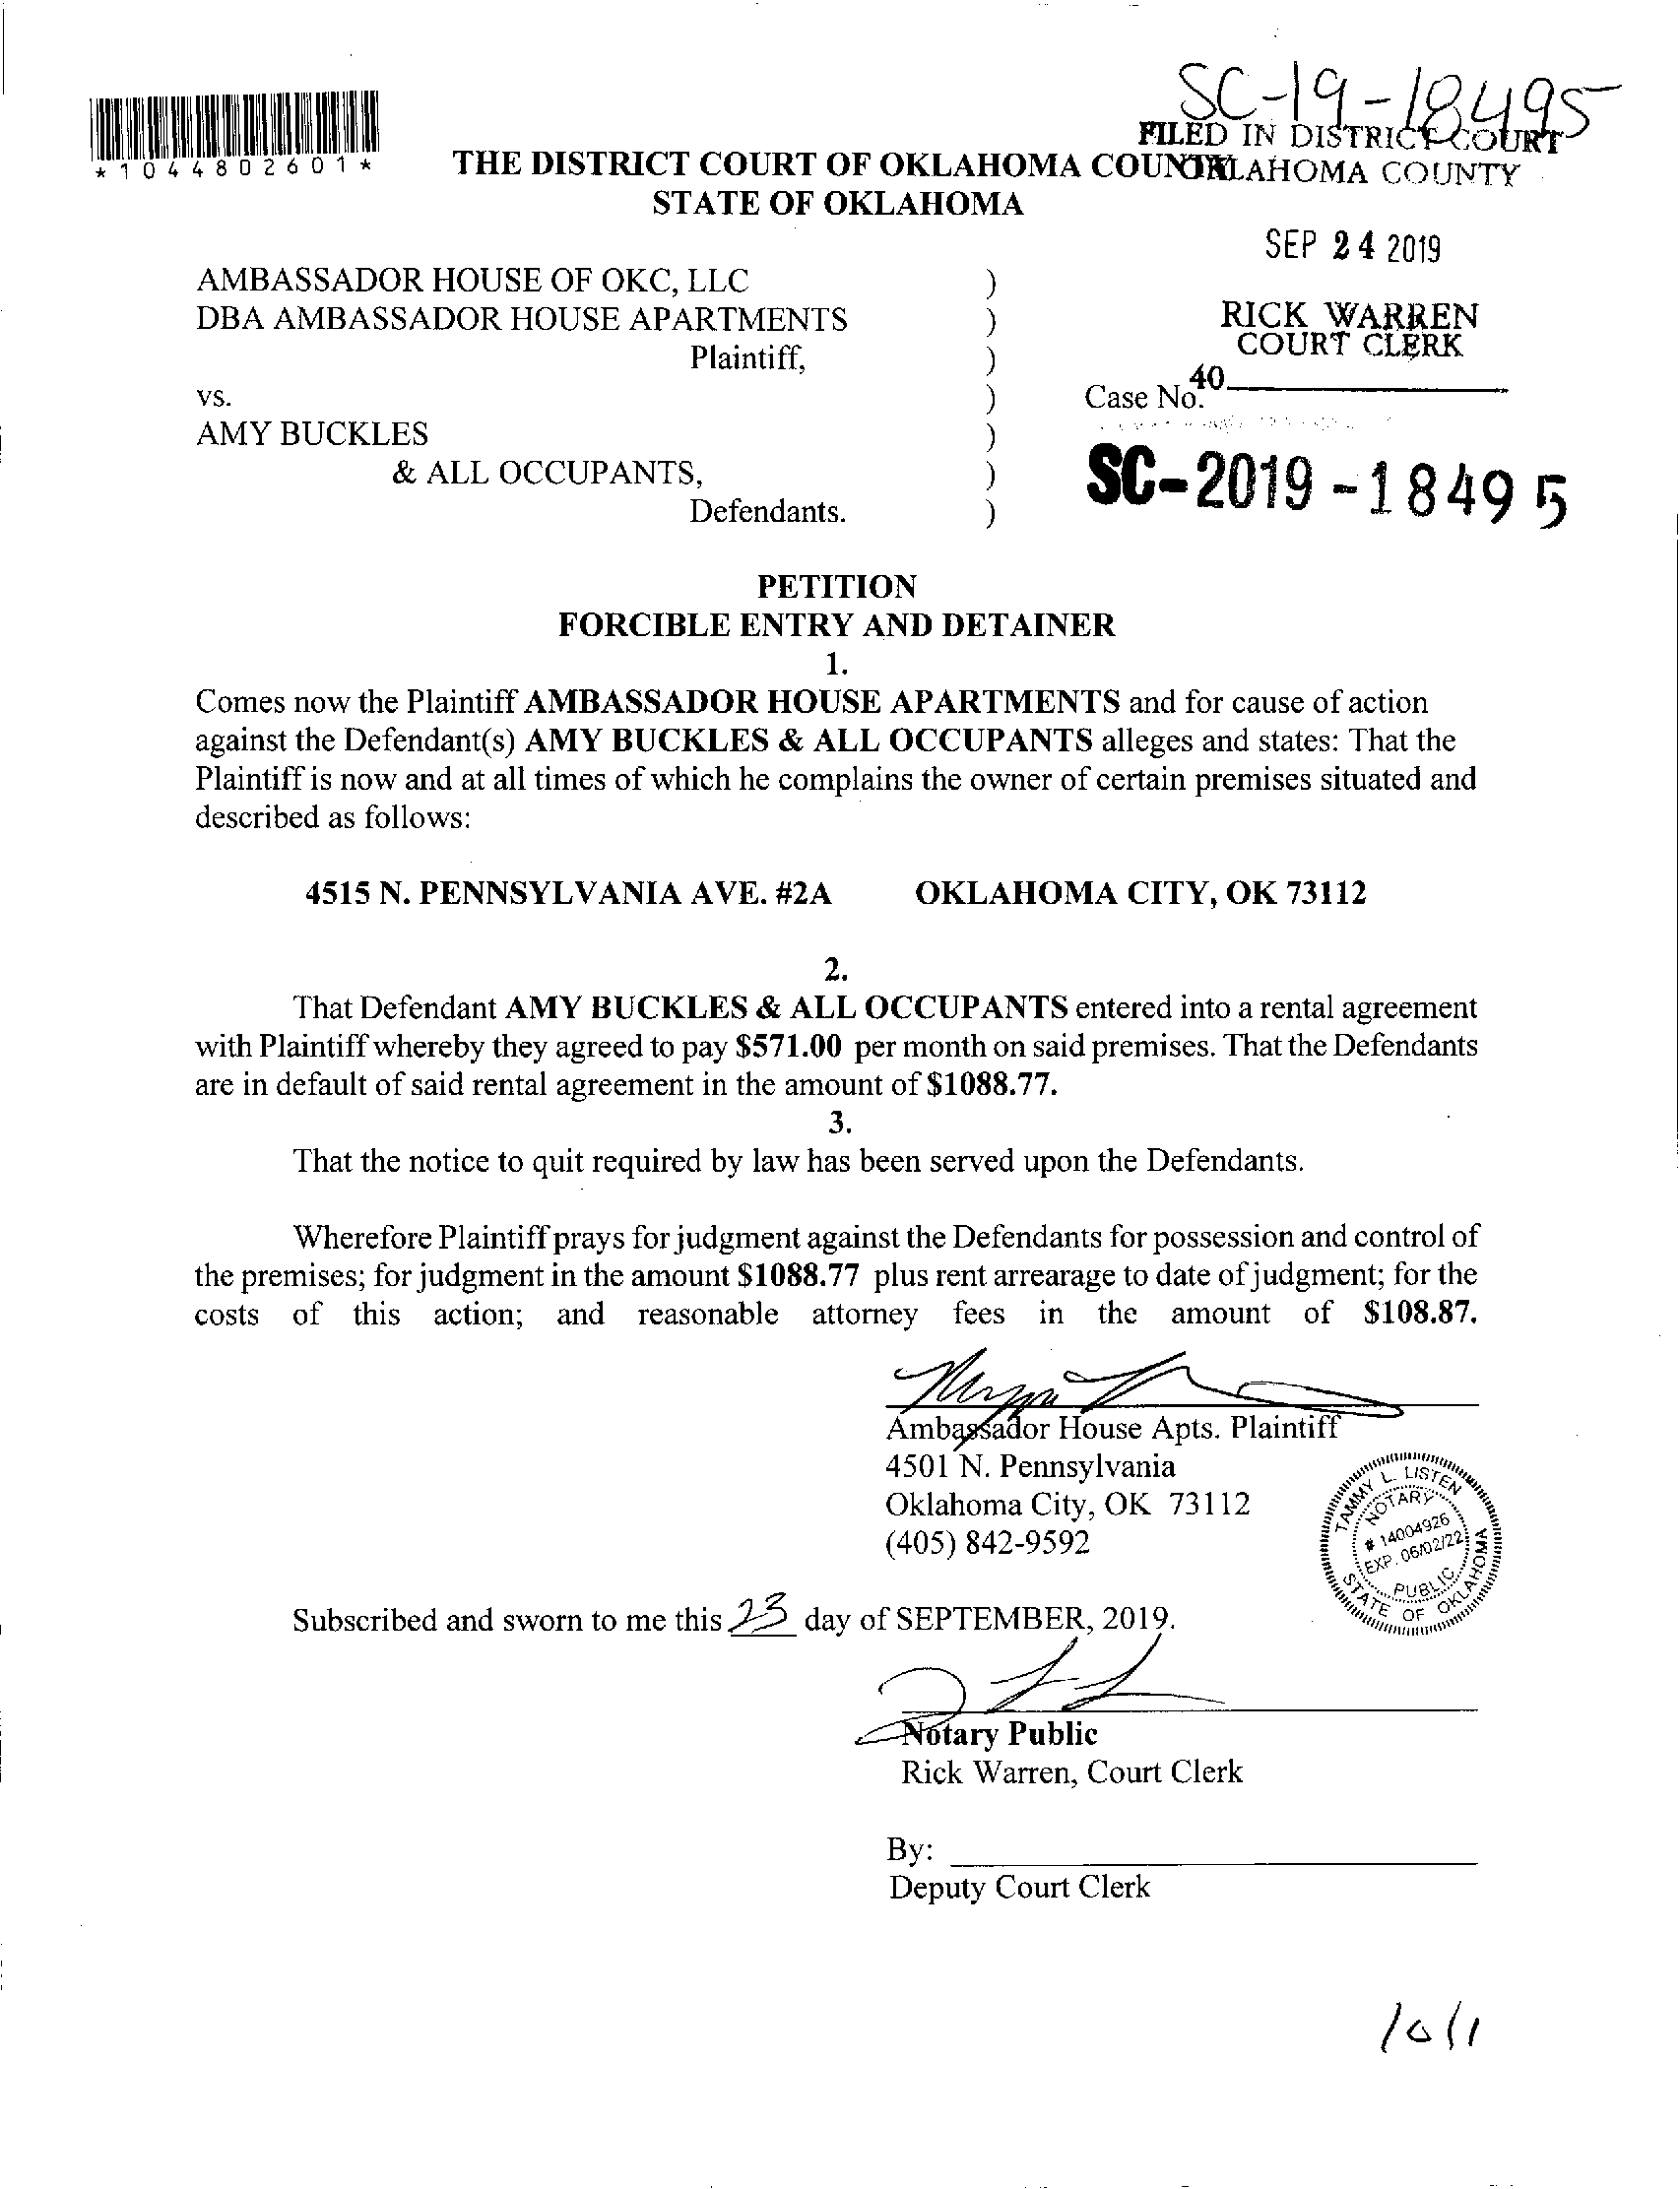 SC-19-18495
FILED IN DISTRICT COURT
OKLAHOMA COUNTY
*1044802601*
THE DISTRICT COURT OF OKLAHOMA COUNTY
STATE OF OKLAHOMA
SEP 24 2019
AMBASSADOR HOUSE OF OKC, LLC )
DBA AMBASSADOR HOUSE APARTMENTS )
RICK WARREN
COURT CLERK
Plaintiff, )
40
vs. ) Case No.
AMY BUCKLES )
& ALL OCCUPANTS, )
SC-2019-18495
Defendants. )
PETITION
FORCIBLE ENTRY AND DETAINER
1.
Comes now the Plaintiff AMBASSADOR HOUSE APARTMENTS and for cause of action
against the Defendant(s) AMY BUCKLES & ALL OCCUPANTS alleges and states: That the
Plaintiff is now and at all times of which he complains the owner of certain premises situated and
described as follows:
4515 N. PENNSYLVANIA AVE. #2A OKLAHOMA CITY, OK 73112
2.
That Defendant AMY BUCKLES & ALL OCCUPANTS entered into a rental agreement
with Plaintiff whereby they agreed to pay $571.00 per month on said premises. That the Defendants
are in default of said rental agreement in the amount of $1088.77.
3.
That the notice to quit required by law has been served upon the Defendants.
Wherefore Plaintiff prays for judgment against the Defendants for possession and control of
the premises; for judgment in the amount $1088.77 plus rent arrearage to date of judgment; for the
costs of this action; and reasonable attorney fees in the amount of $108.87.
Ambassador House Apts. Plaintiff
4501 N. Pennsylvania
Oklahoma City, OK 73112
(405) 842-9592
TAMMY L. LISTEN
NOTARY
# 14004926
EXP. 06/02/22
PUBLIC
STATE OF OKLAHOMA
Subscribed and sworn to me this 23 day of SEPTEMBER, 2019.
Notary Public
Rick Warren, Court Clerk
By:
Deputy Court Clerk
10/1